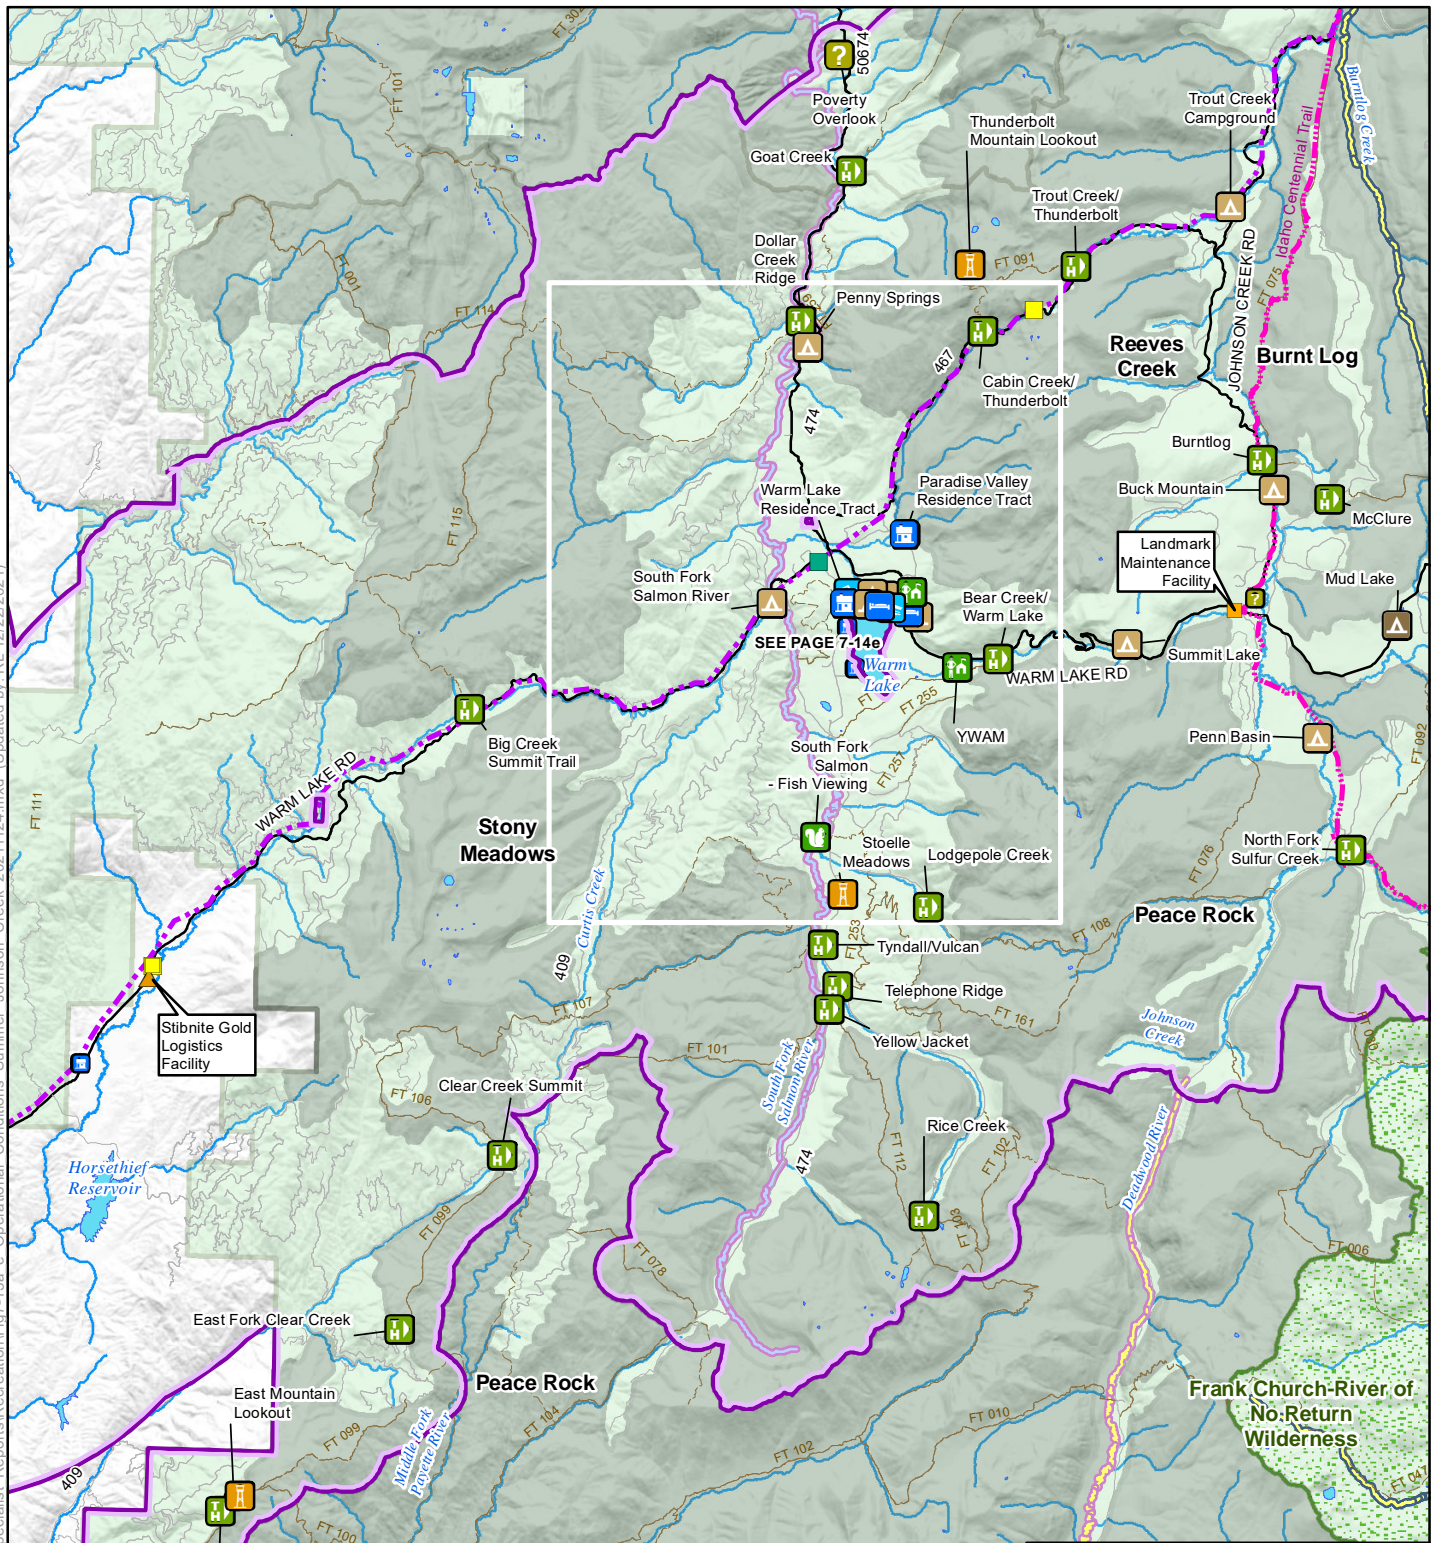 FT 302
50674
Poverty
Overlook
FT 101
Burntlog Creek
Trout Creek
Campground
Thunderbolt
Mountain Lookout
Idaho Centennial Trail
Goat Creek
Trout Creek/
Thunderbolt
Dollar
Creek
Ridge
FT 001
FT 091
FT 075
JOHNSON CREEK RD
FT 114
Penny Springs
467
Reeves
Creek
Burnt Log
Cabin Creek/
Thunderbolt
474
Burntlog
Buck Mountain
McClure
FT 115
Warm Lake
Residence Tract
Paradise Valley
Residence Tract
Landmark
Maintenance
Facility
Mud Lake
South Fork
Salmon River
Bear Creek/
Warm Lake
SEE PAGE 7-14e
Warm
Lake
WARM LAKE RD
Summit Lake
FT 255
YWAM
Penn Basin
FT 092
Big Creek
Summit Trail
South Fork
Salmon
- Fish Viewing
FT 257
WARM LAKE RD
FT 111
Stony
Meadows
Stoelle
Meadows
Lodgepole Creek
North Fork
Sulfur Creek
FT 076
Curtis Creek
409
Peace Rock
FT 253
FT 108
Tyndall/Vulcan
Telephone Ridge
FT 107
FT 161
Yellow Jacket
Johnson
Creek
Stibnite Gold
Logistics
Facility
FT 101
South Fork
Salmon River
Clear Creek Summit
FT 106
Rice Creek
FT 112
FT 102
Deadwood River
474
Horsethief
Reservoir
FT 099
FT 103
FT 078
FT 006
East Fork Clear Creek
Peace Rock
East Mountain
Lookout
Frank Church-River of
No Return
Wilderness
FT 099
Middle Fork
Payette River
FT 104
FT 010
FT 102
409
FT 047
FT 100